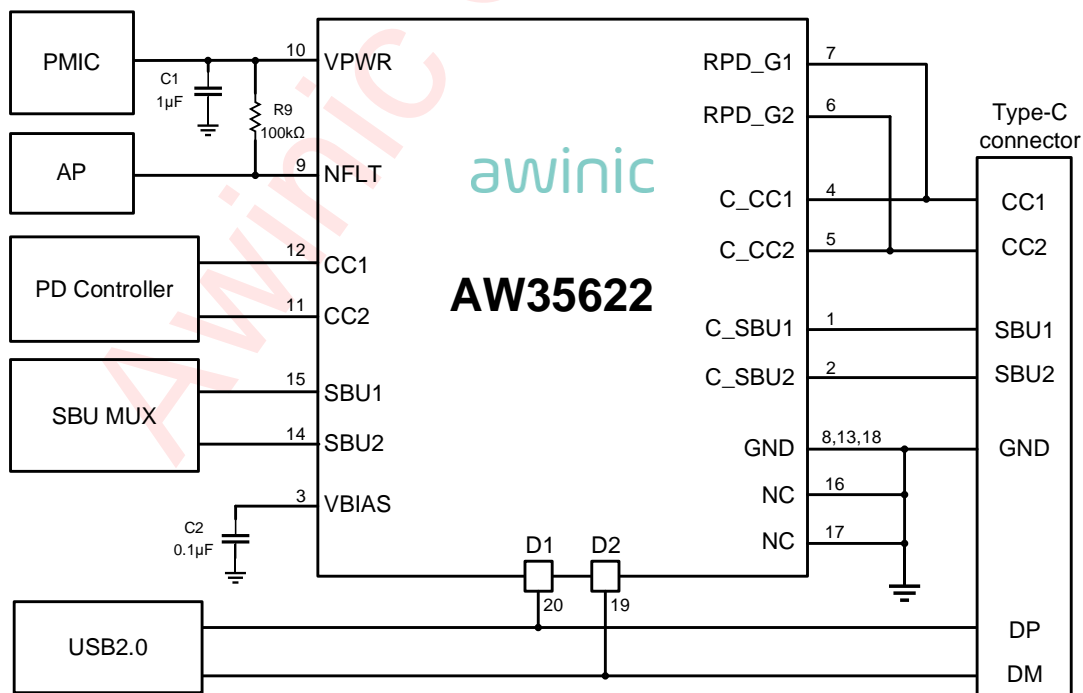 Awinic
PMIC
C1
1µF
R9
100kΩ
10
VPWR
AP
9
NFLT
PD Controller
12
CC1
11
CC2
SBU MUX
15
SBU1
14
SBU2
3
VBIAS
C2
0.1µF
awinic
AW35622
RPD_G1
7
RPD_G2
6
C_CC1
4
C_CC2
5
C_SBU1
1
C_SBU2
2
GND
8,13,18
NC
16
NC
17
D1
D2
20
19
Type-C
connector
CC1
CC2
SBU1
SBU2
GND
DP
DM
USB2.0